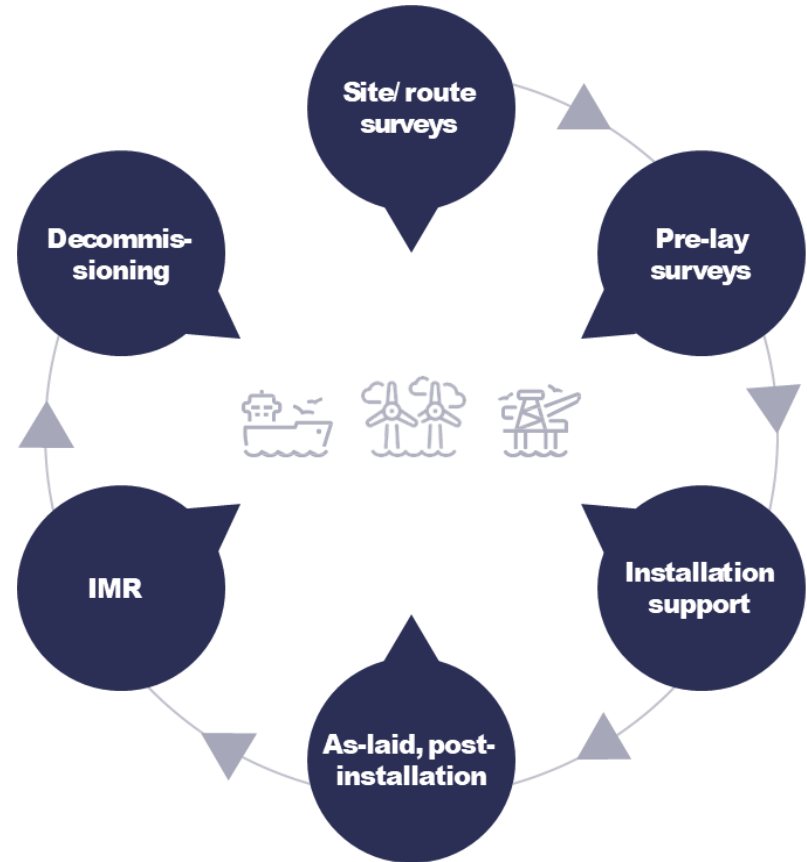 Site/ route
surveys
Pre-lay
surveys
Installation
support
As-laid, post-
installation
IMR
Decommis-
sioning